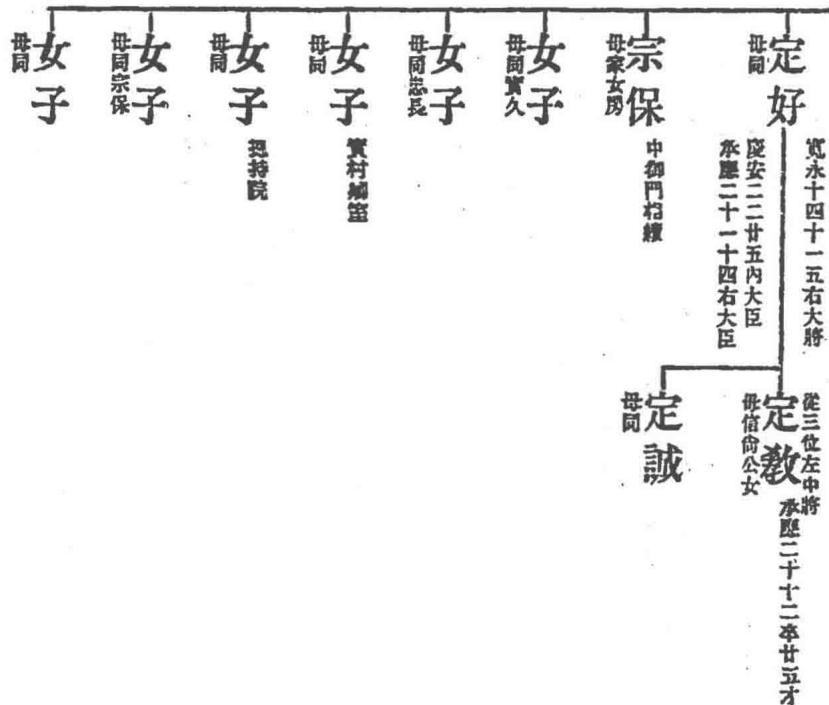 定好
母同
寛永十四十一五右大將
慶安二二廿五內大臣
承應二十一十四右大臣
定敎
從三位左中將
母信尙公女
承應二十十二卒廿五才
定誠
母同
宗保
母家女房
中御門相續
女子
母同實久
女子
母同忠長
女子
母同
實村卿室
女子
母同
摠持院
女子
母同宗保
女子
母同